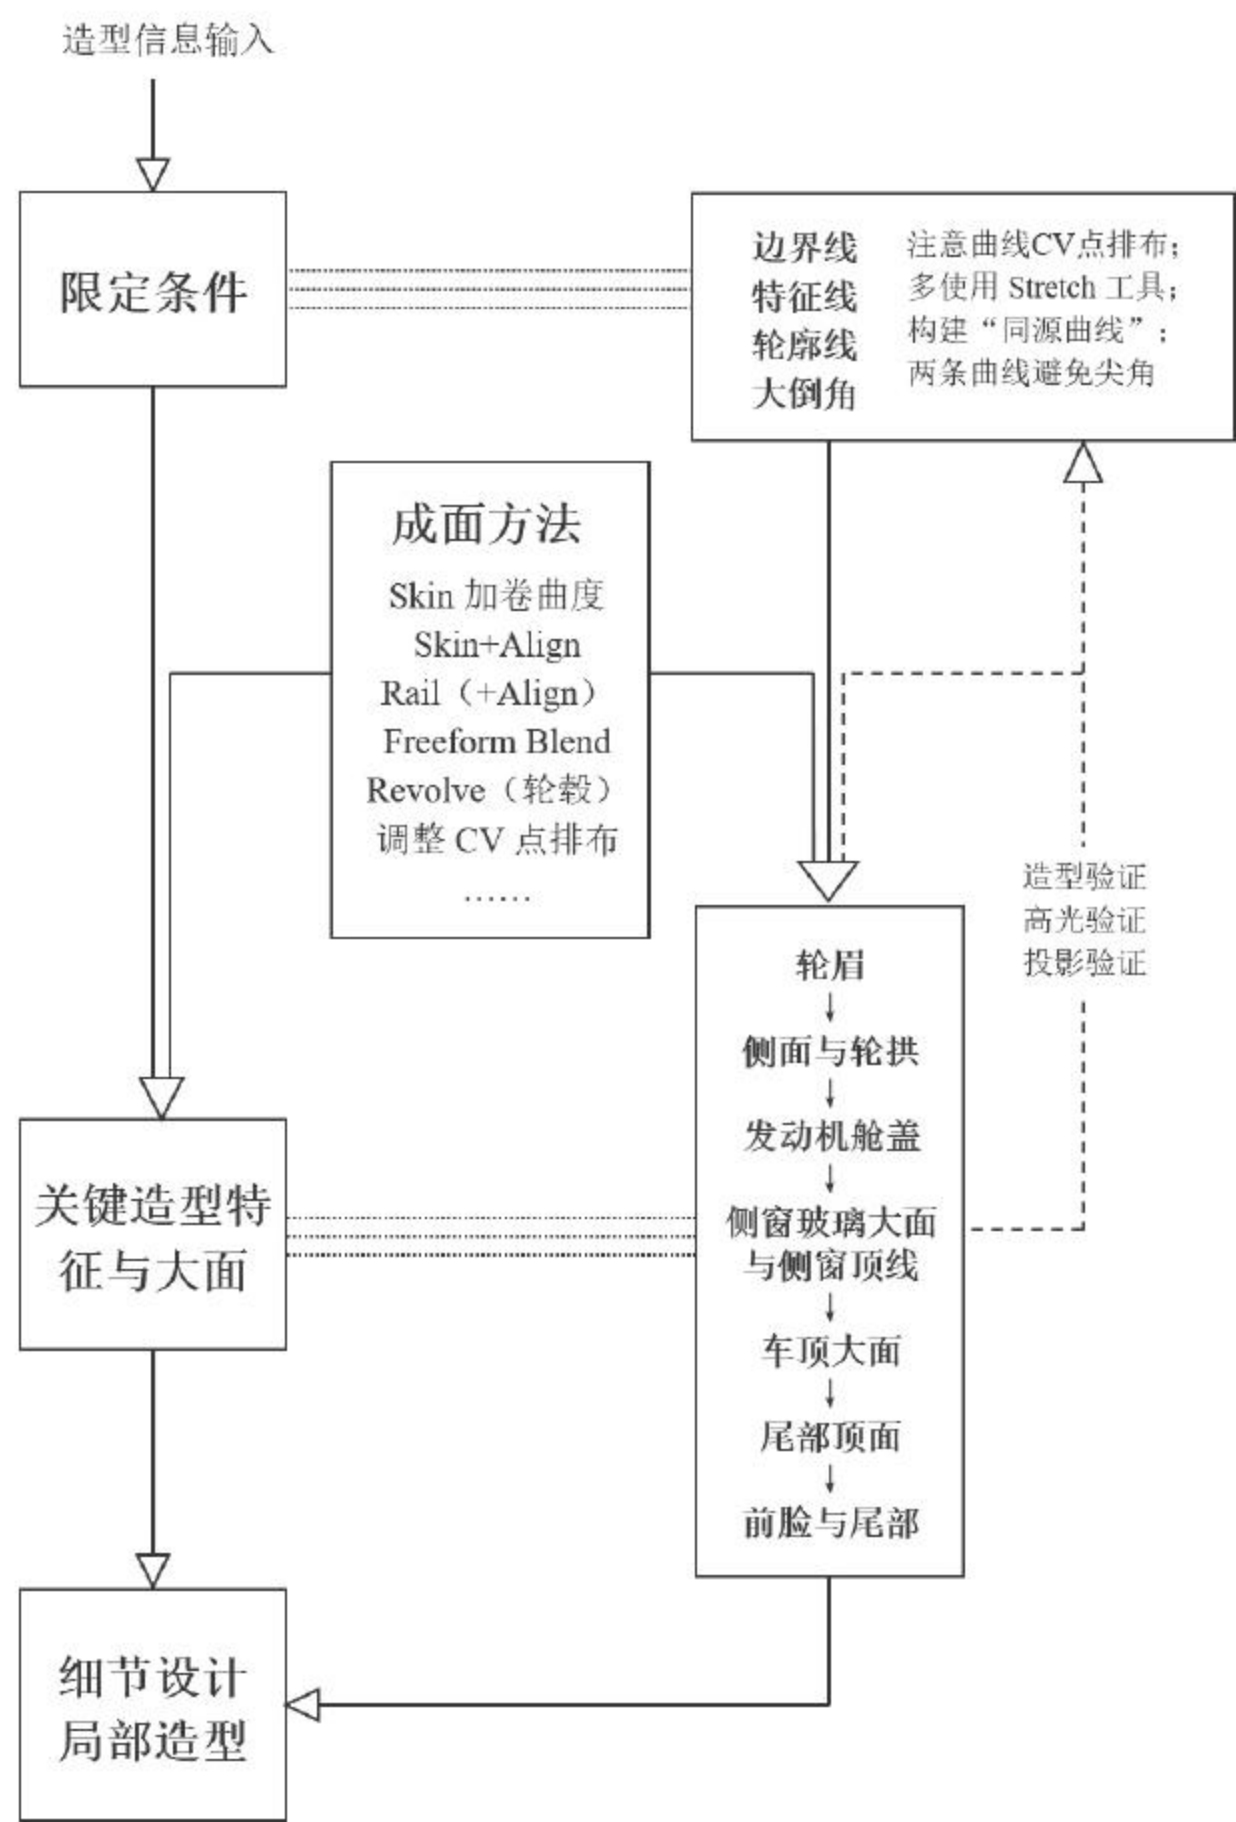 造型信息输入
限定条件
边界线
特征线
轮廓线
大倒角
注意曲线CV点排布；
多使用 Stretch 工具；
构建“同源曲线”；
两条曲线避免尖角
成面方法
Skin 加卷曲度
Skin+Align
Rail（+Align）
Freeform Blend
Revolve（轮毂）
调整 CV 点排布
……
造型验证
高光验证
投影验证
轮眉
侧面与轮拱
发动机舱盖
侧窗玻璃大面
与侧窗顶线
车顶大面
尾部顶面
前脸与尾部
关键造型特
征与大面
细节设计
局部造型